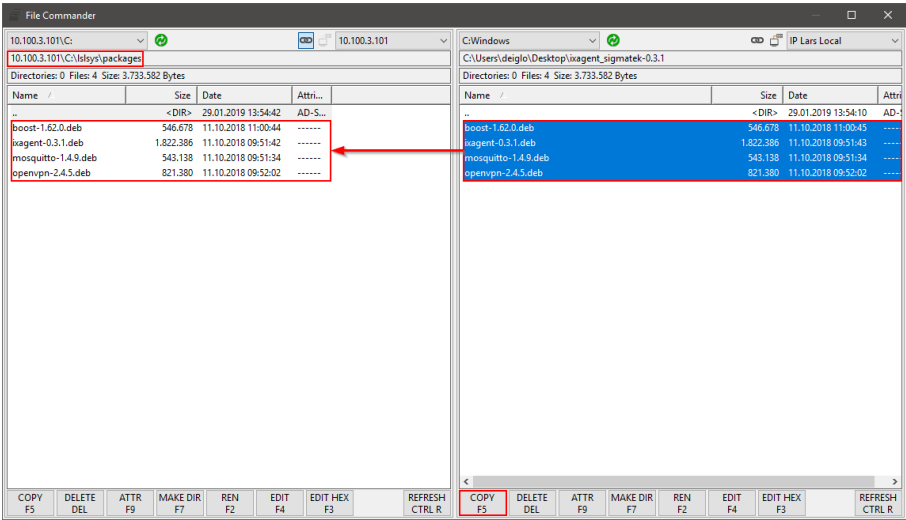 File Commander
10.100.3.101\C:
10.100.3.101
10.100.3.101\C:\lslsys\packages
Directories: 0 Files: 4 Size: 3.733.582 Bytes
Name Size Date Attri...
.. <DIR> 29.01.2019 13:54:42 AD-S...
boost-1.62.0.deb 546.678 11.10.2018 11:00:44 ------
ixagent-0.3.1.deb 1.822.386 11.10.2018 09:51:42 ------
mosquitto-1.4.9.deb 543.138 11.10.2018 09:51:34 ------
openvpn-2.4.5.deb 821.380 11.10.2018 09:52:02 ------
COPY DELETE ATTR MAKE DIR REN EDIT EDIT HEX REFRESH
F5 DEL F9 F7 F2 F4 F3 CTRL R
C:Windows
IP Lars Local
C:\Users\deiglo\Desktop\ixagent_sigmatek-0.3.1
Directories: 0 Files: 4 Size: 3.733.582 Bytes
Name Size Date Attri
.. <DIR> 29.01.2019 13:54:10 AD-S
boost-1.62.0.deb 546.678 11.10.2018 11:00:45 ----
ixagent-0.3.1.deb 1.822.386 11.10.2018 09:51:43 ----
mosquitto-1.4.9.deb 543.138 11.10.2018 09:51:34 ----
openvpn-2.4.5.deb 821.380 11.10.2018 09:52:02 ----
COPY DELETE ATTR MAKE DIR REN EDIT EDIT HEX REFRESH
F5 DEL F9 F7 F2 F4 F3 CTRL R